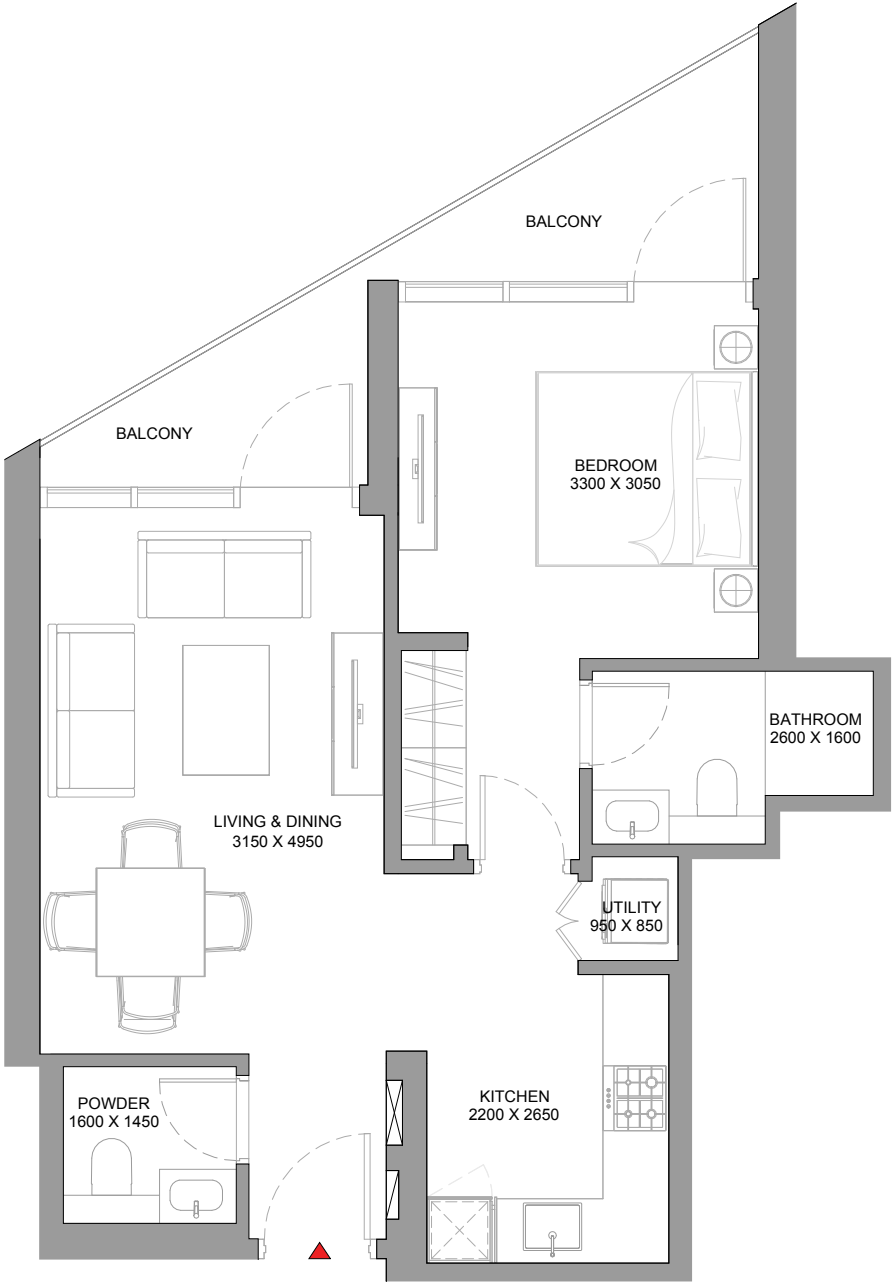 BALCONY
BALCONY
BEDROOM
3300 X 3050
BATHROOM
2600 X 1600
LIVING & DINING
3150 X 4950
UTILITY
950 X 850
KITCHEN
2200 X 2650
POWDER
1600 X 1450